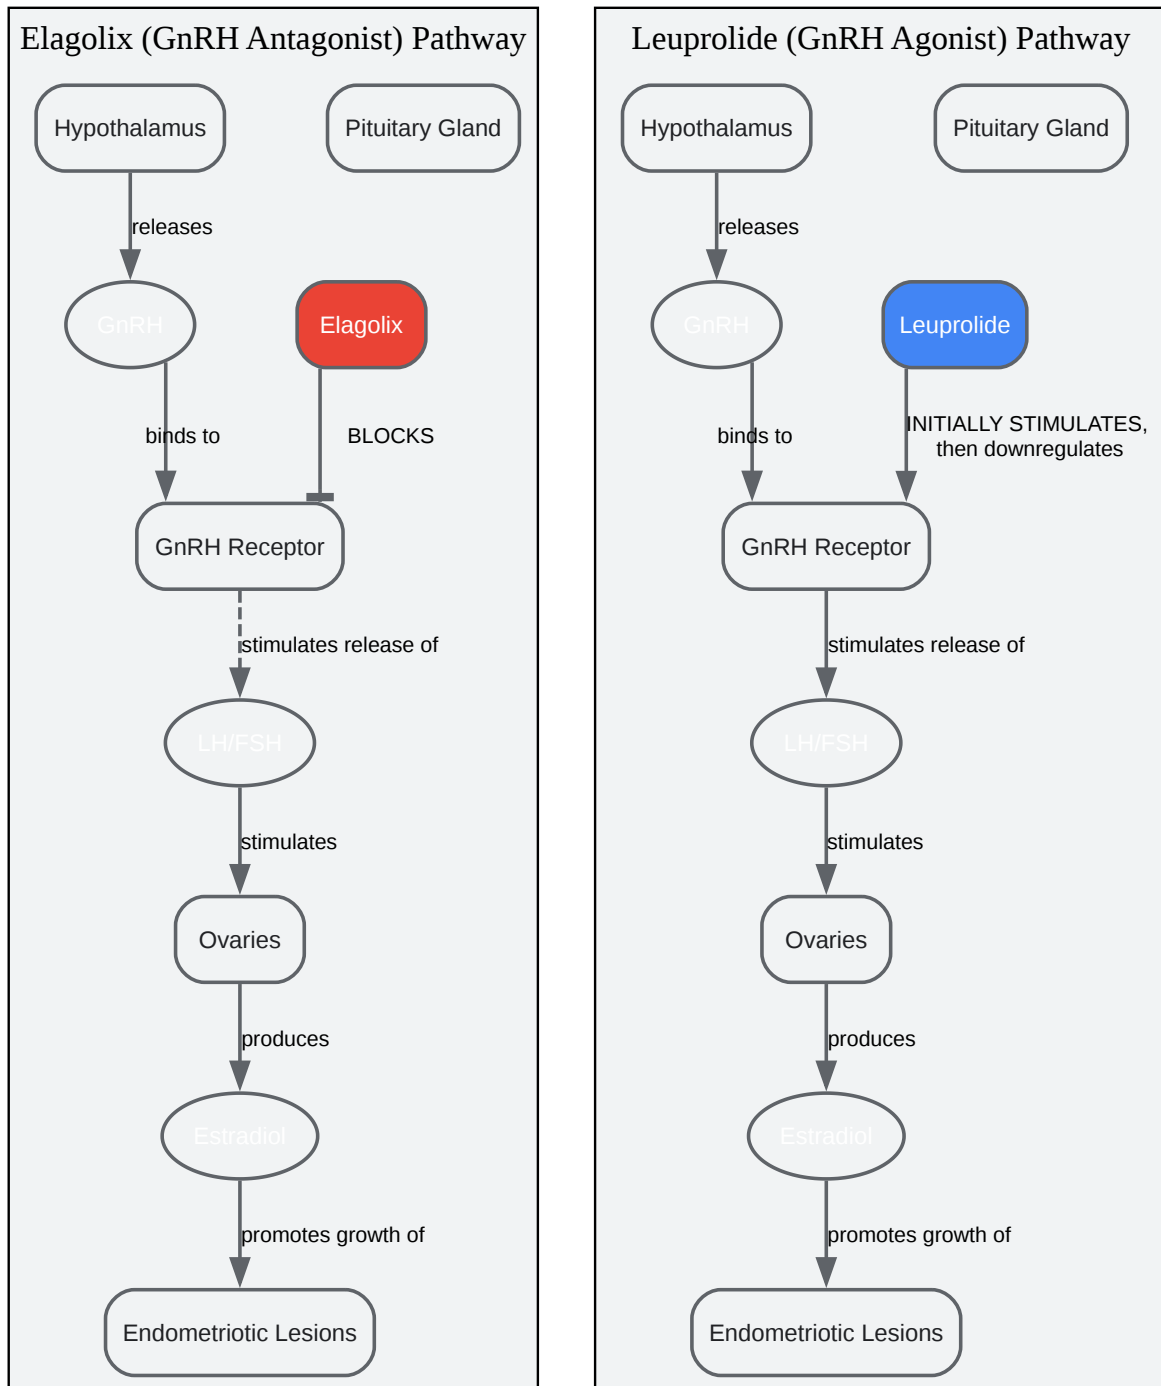 Elagolix (GnRH Antagonist) Pathway
Hypothalamus
Pituitary Gland
releases
GnRH
Elagolix
binds to
BLOCKS
GnRH Receptor
stimulates release of
LH/FSH
stimulates
Ovaries
produces
Estradiol
promotes growth of
Endometriotic Lesions
Leuprolide (GnRH Agonist) Pathway
Hypothalamus
Pituitary Gland
releases
GnRH
Leuprolide
binds to
INITIALLY STIMULATES,
then downregulates
GnRH Receptor
stimulates release of
LH/FSH
stimulates
Ovaries
produces
Estradiol
promotes growth of
Endometriotic Lesions